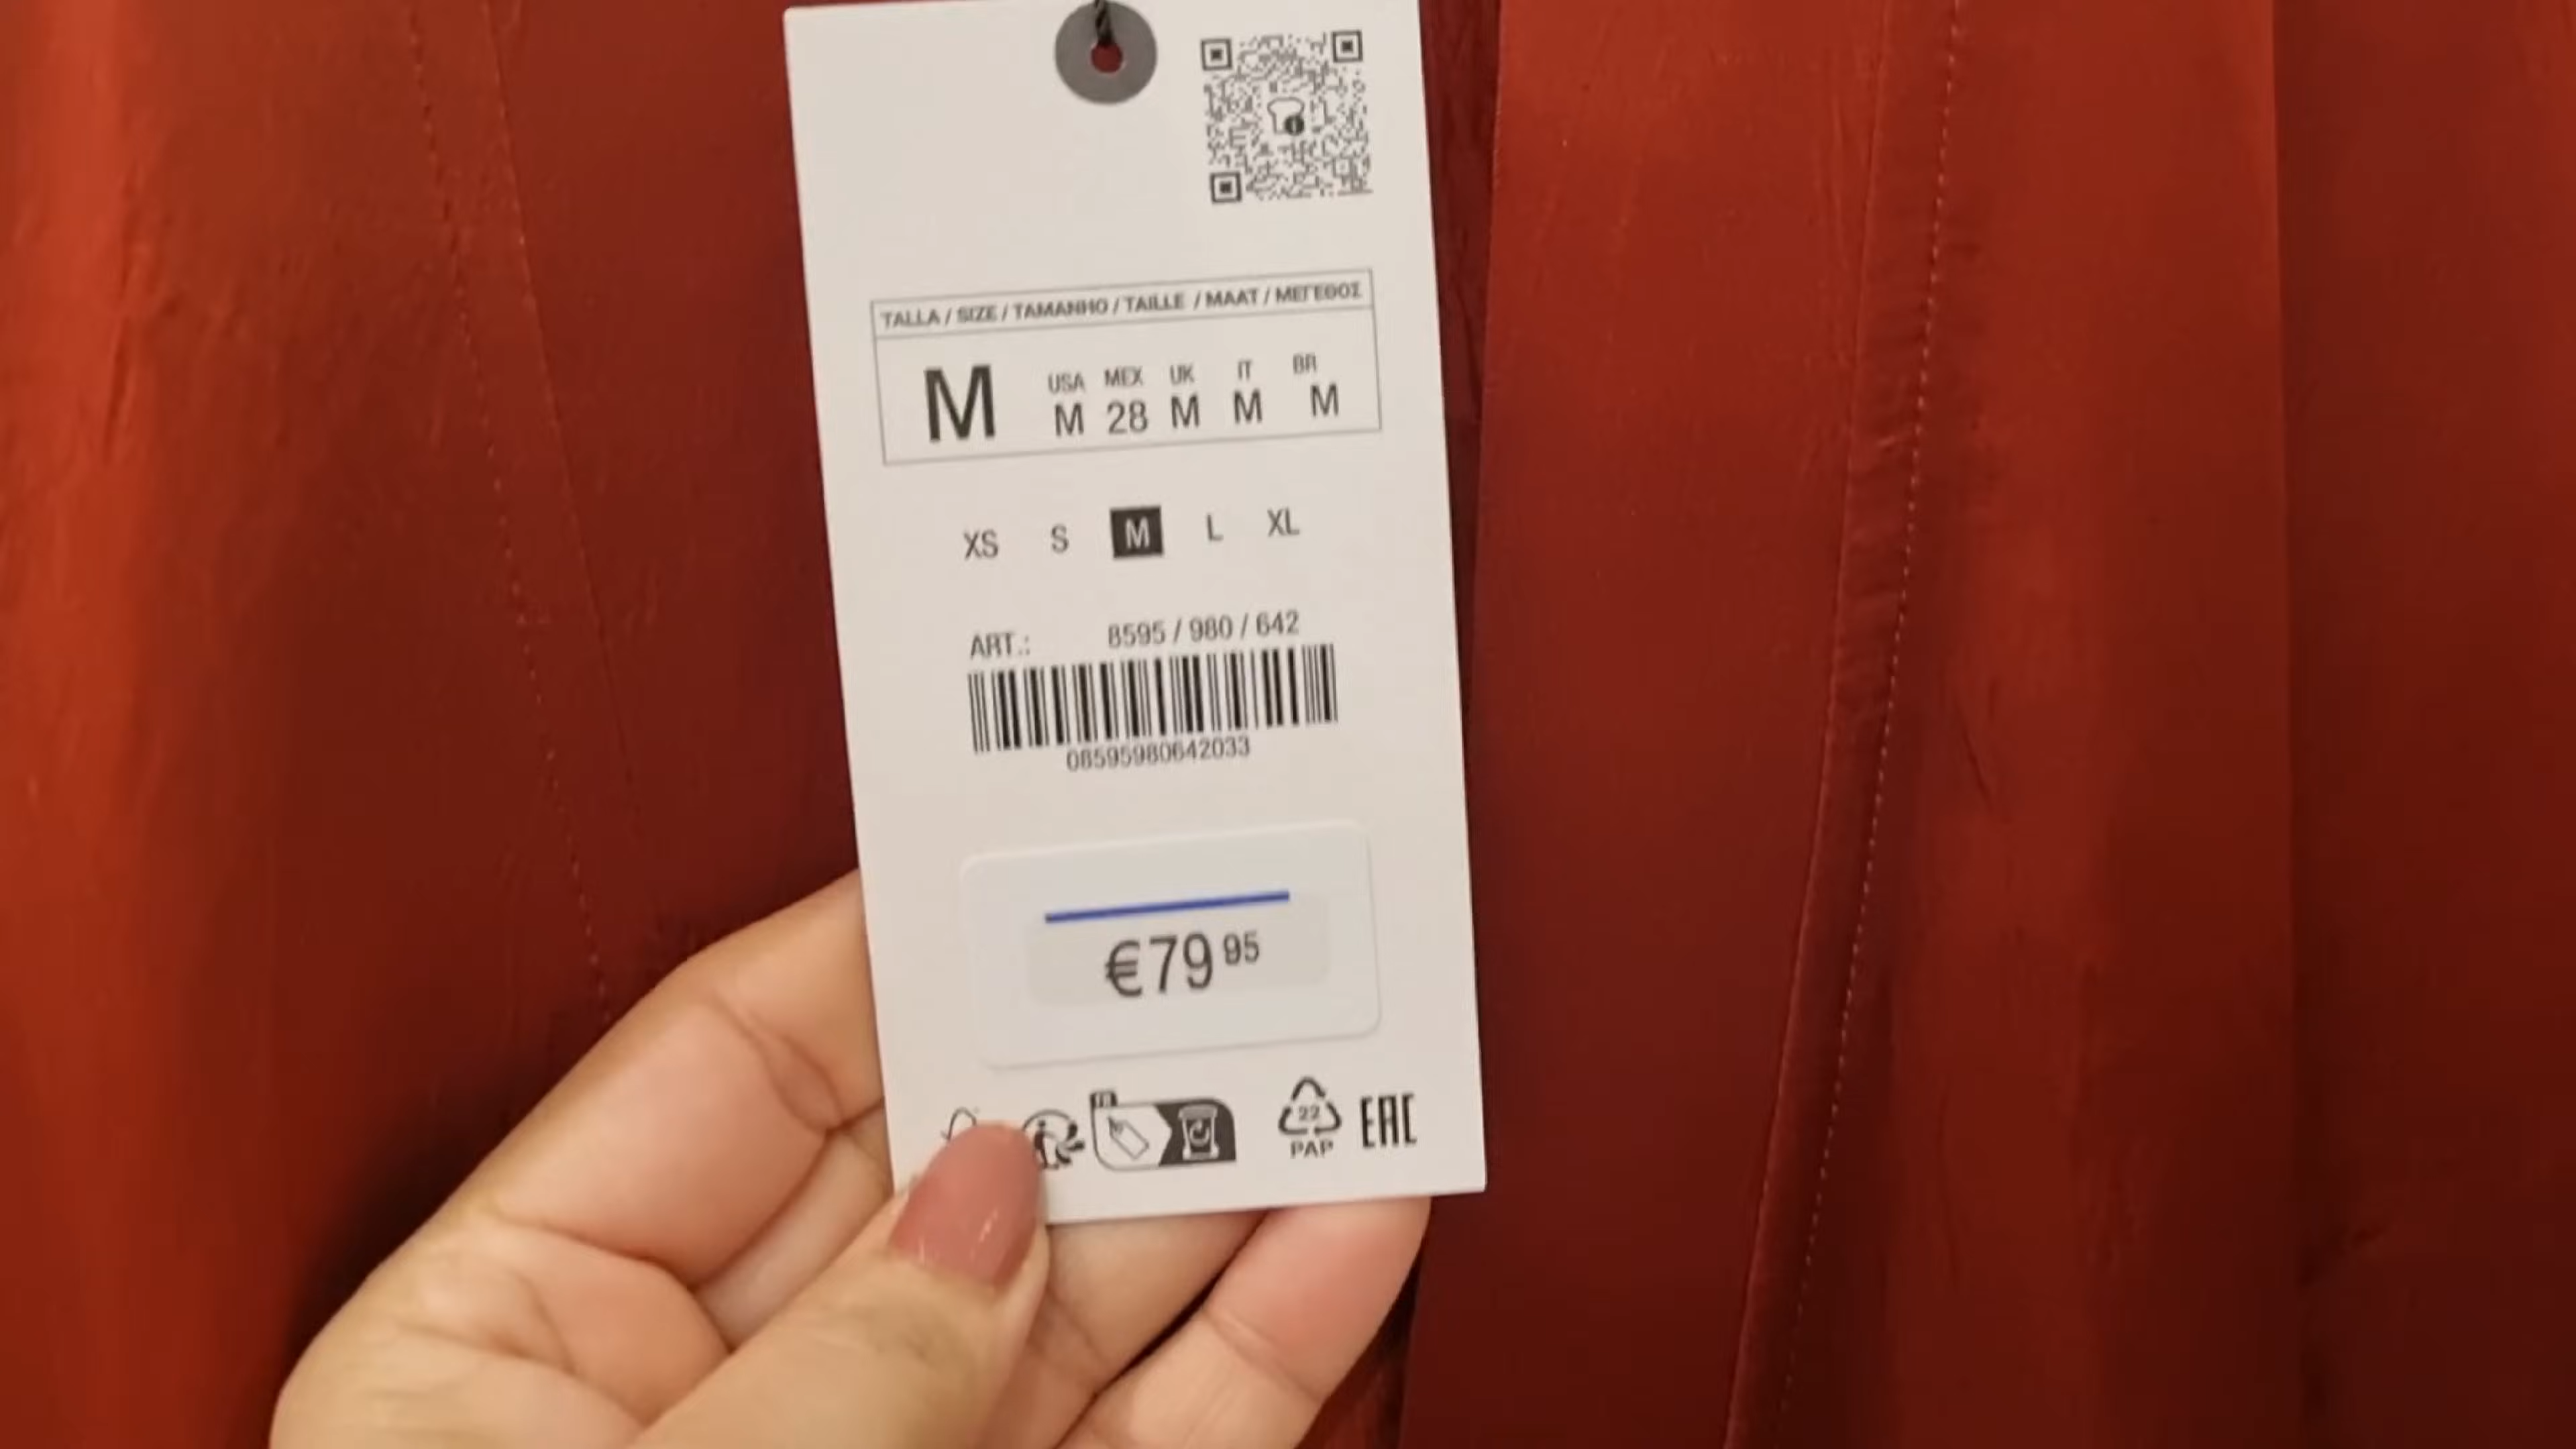 TALLA / SIZE / TAMANHO / TAILLE / MAAT / ΜΕΓΕΘΟΣ
USA MEX UK IT BR
M M 28 M M M
XS S M L XL
ART.: 8595 / 980 / 642
08595980642033
€79 95
FR
22
PAP
EAC